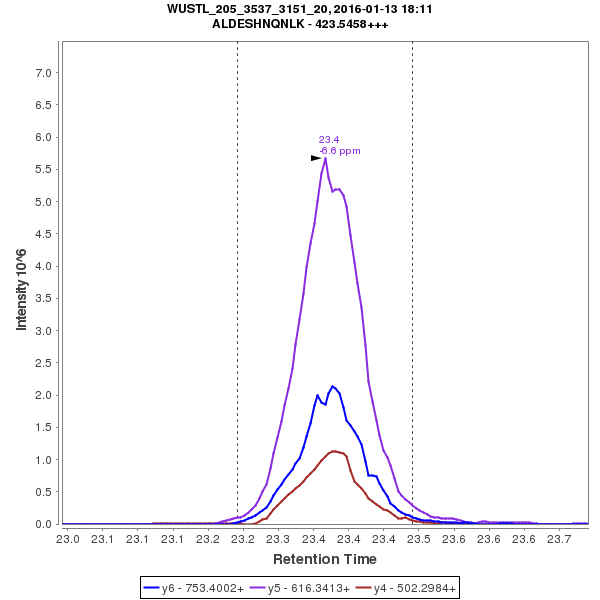 WUSTL_205_3537_3151_20, 2016-01-13 18:11
ALDESHNQNLK - 423.5458+++
23.4
-6.6 ppm
7.0
6.5
6.0
5.5
5.0
4.5
4.0
3.5
3.0
2.5
2.0
1.5
1.0
0.5
0.0
Intensity 10^6
23.0 23.1 23.1 23.1 23.2 23.2 23.3 23.3 23.4 23.4 23.5 23.5 23.6 23.6 23.7
Retention Time
y6 - 753.4002+ y5 - 616.3413+ y4 - 502.2984+